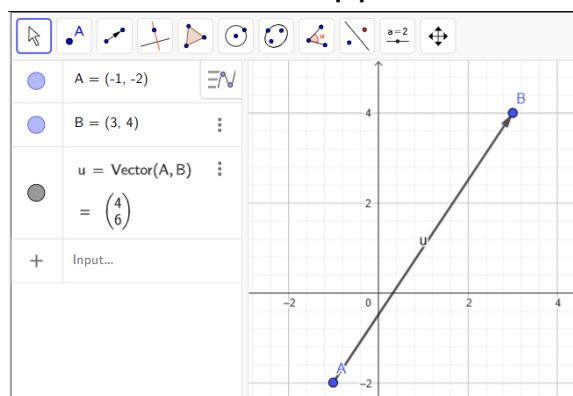 A
a=2
A = (-1, -2)
B = (3, 4)
u = Vector(A, B)
= (4
6)
Input...
B
4
2
u
-2
0
2
4
A
-2